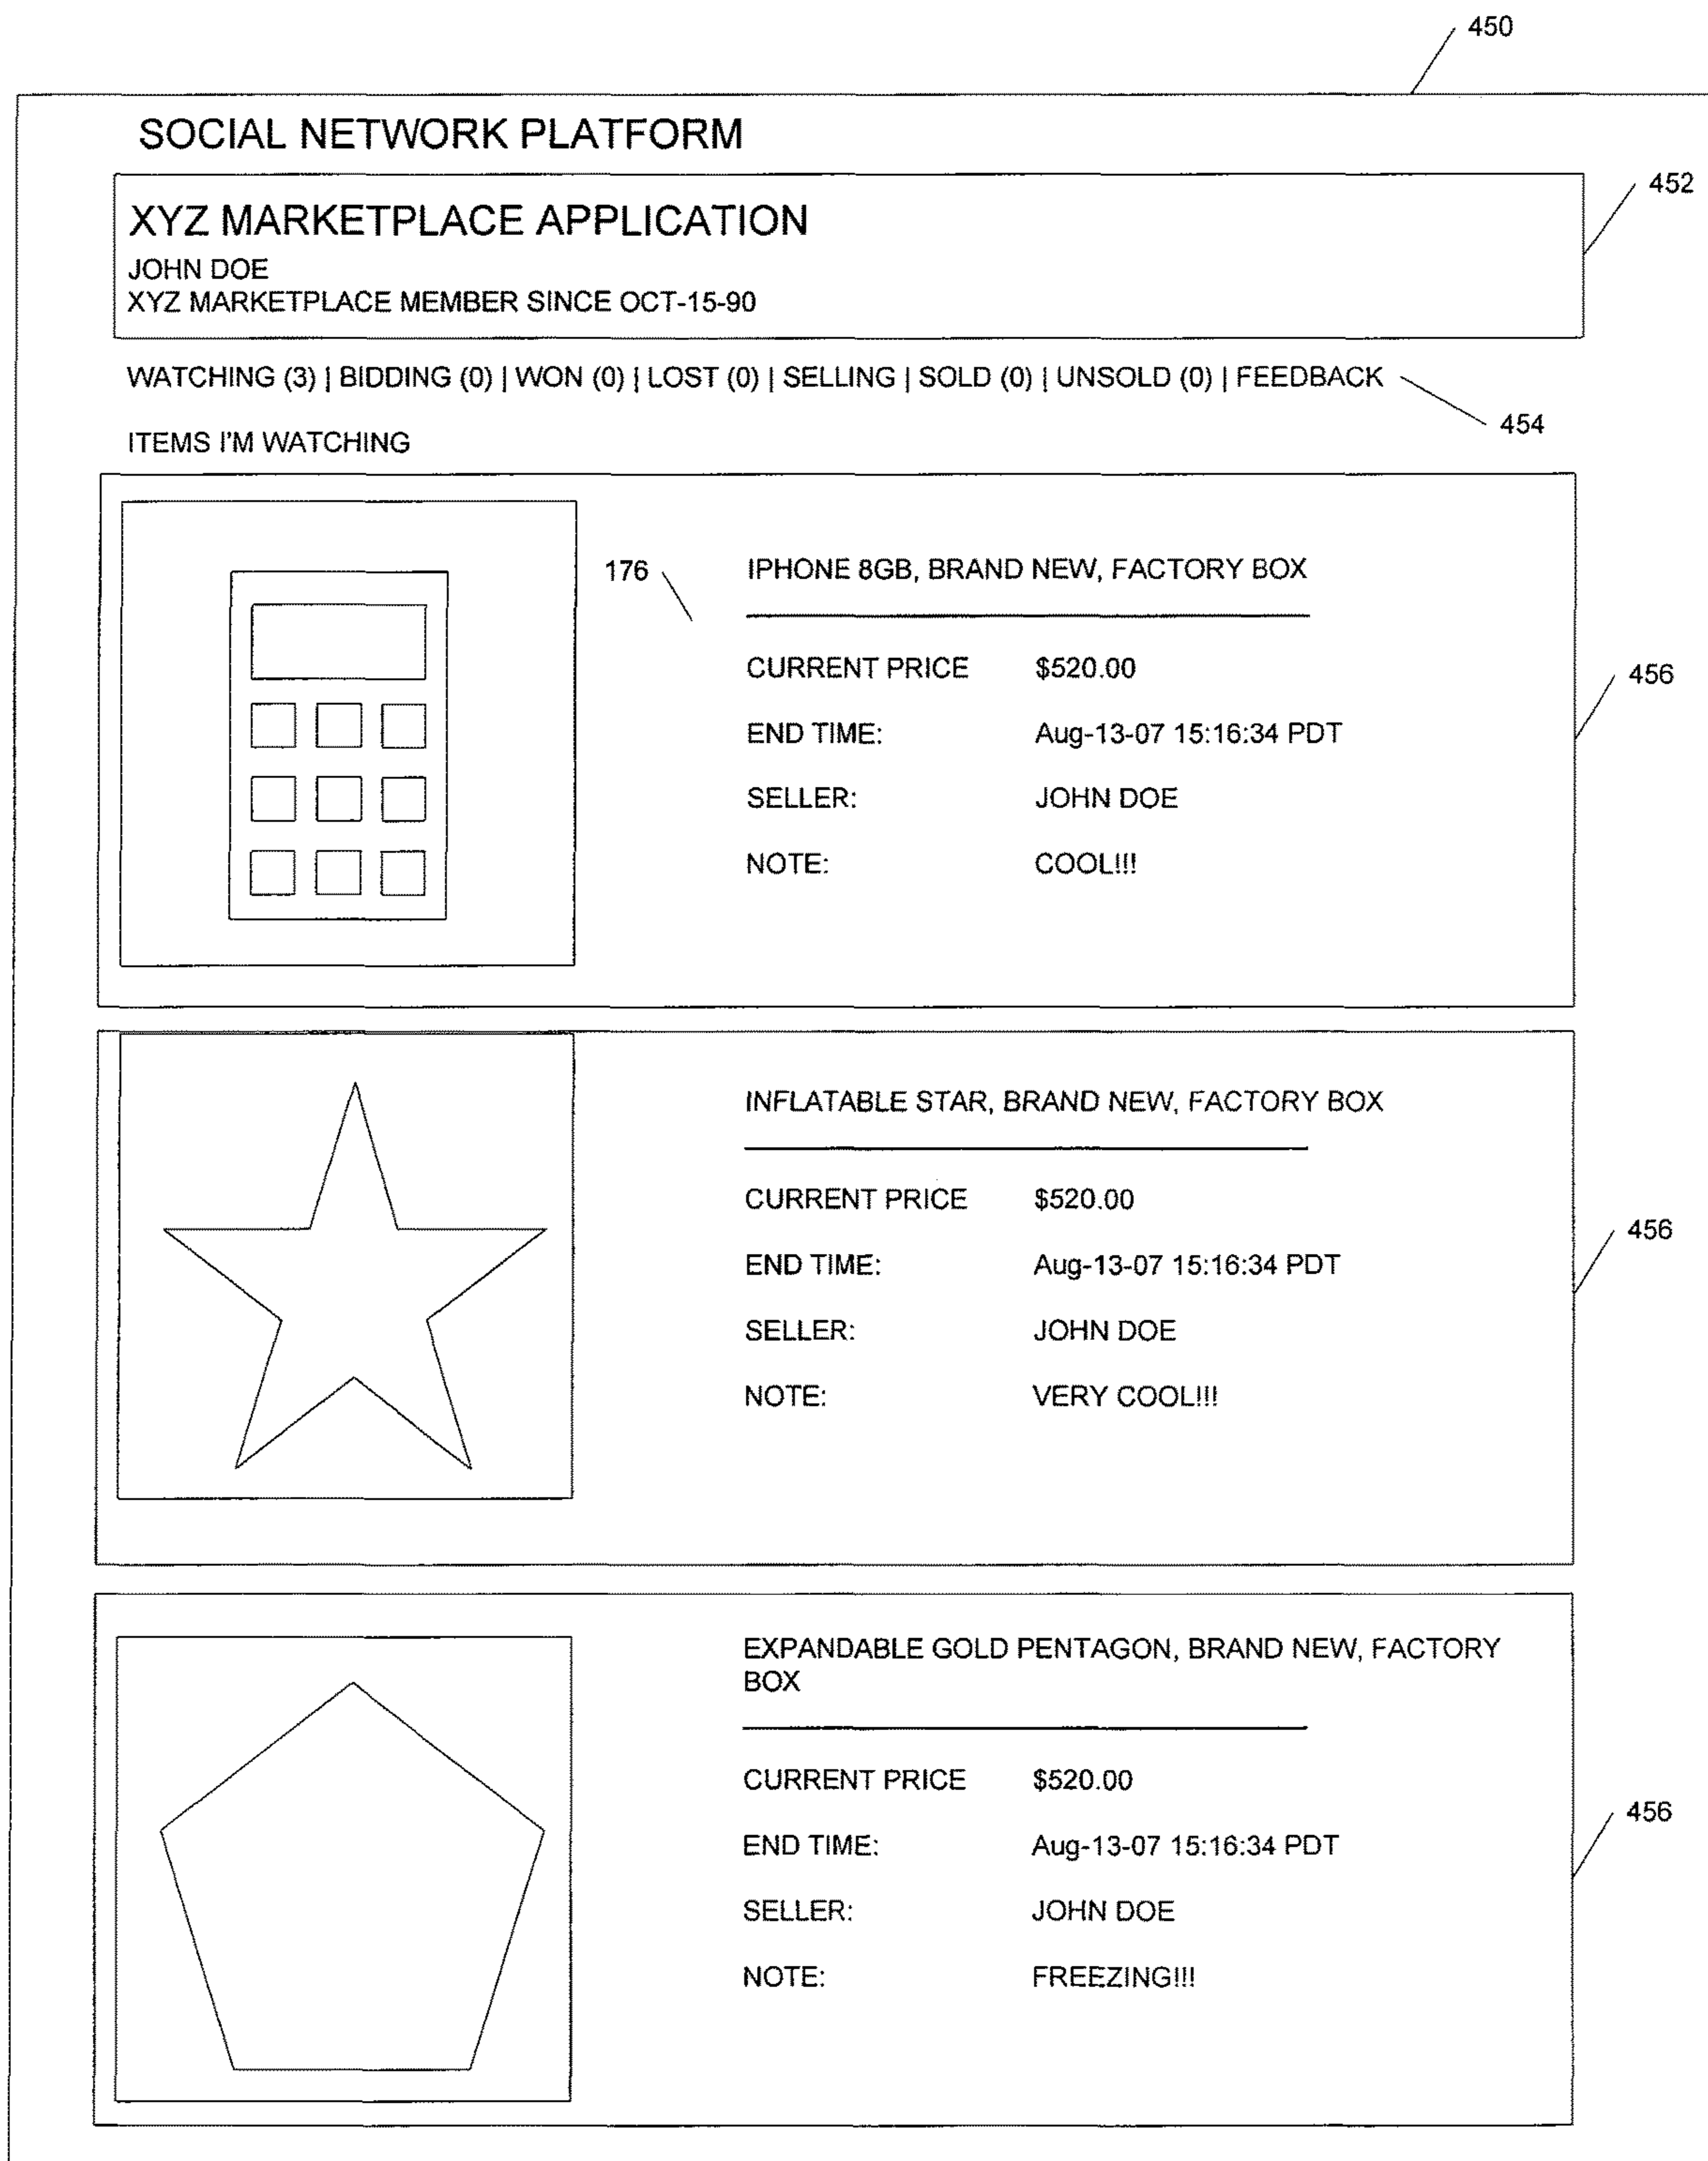 450
SOCIAL NETWORK PLATFORM
452
XYZ MARKETPLACE APPLICATION
JOHN DOE
XYZ MARKETPLACE MEMBER SINCE OCT-15-90
WATCHING (3) | BIDDING (0) | WON (0) | LOST (0) | SELLING | SOLD (0) | UNSOLD (0) | FEEDBACK
454
ITEMS I'M WATCHING
176
IPHONE 8GB, BRAND NEW, FACTORY BOX
CURRENT PRICE $520.00
456
END TIME: Aug-13-07 15:16:34 PDT
SELLER: JOHN DOE
NOTE: COOL!!!
INFLATABLE STAR, BRAND NEW, FACTORY BOX
CURRENT PRICE $520.00
456
END TIME: Aug-13-07 15:16:34 PDT
SELLER: JOHN DOE
NOTE: VERY COOL!!!
EXPANDABLE GOLD PENTAGON, BRAND NEW, FACTORY
BOX
CURRENT PRICE $520.00
456
END TIME: Aug-13-07 15:16:34 PDT
SELLER: JOHN DOE
NOTE: FREEZING!!!